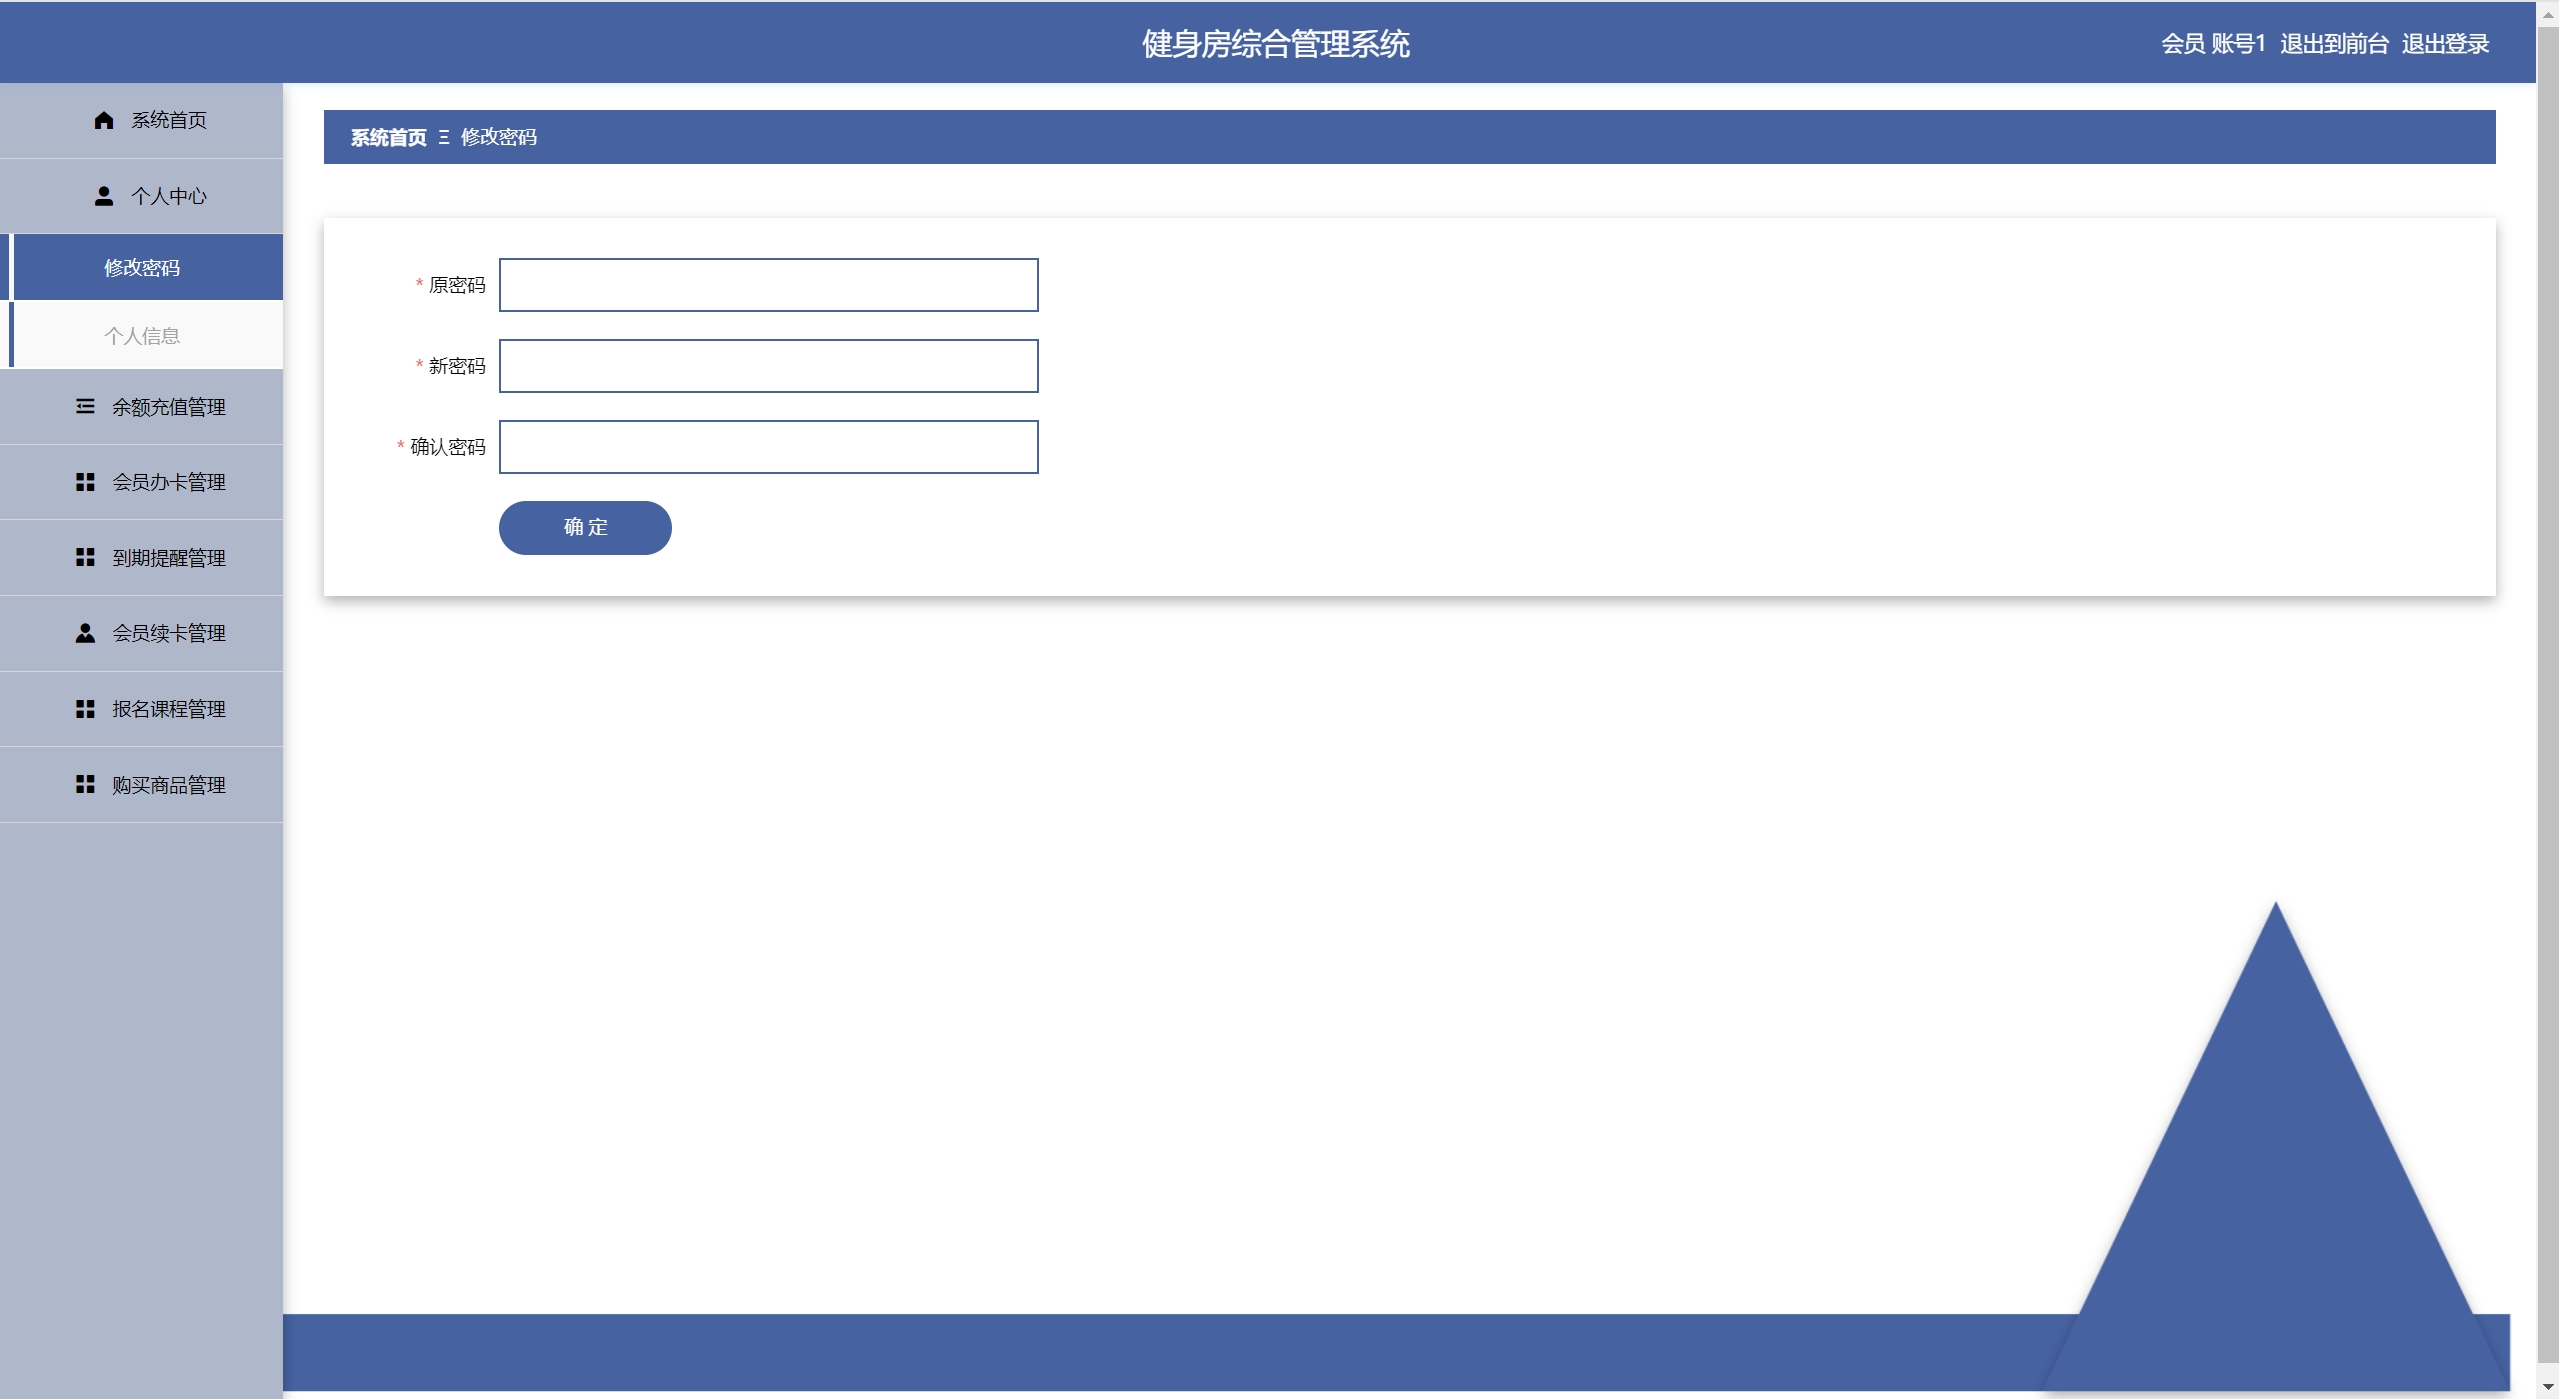 健身房综合管理系统
会员 账号1 退出到前台 退出登录
系统首页
个人中心
修改密码
个人信息
余额充值管理
会员办卡管理
到期提醒管理
会员续卡管理
报名课程管理
购买商品管理
系统首页 Ξ 修改密码
* 原密码
* 新密码
* 确认密码
确 定